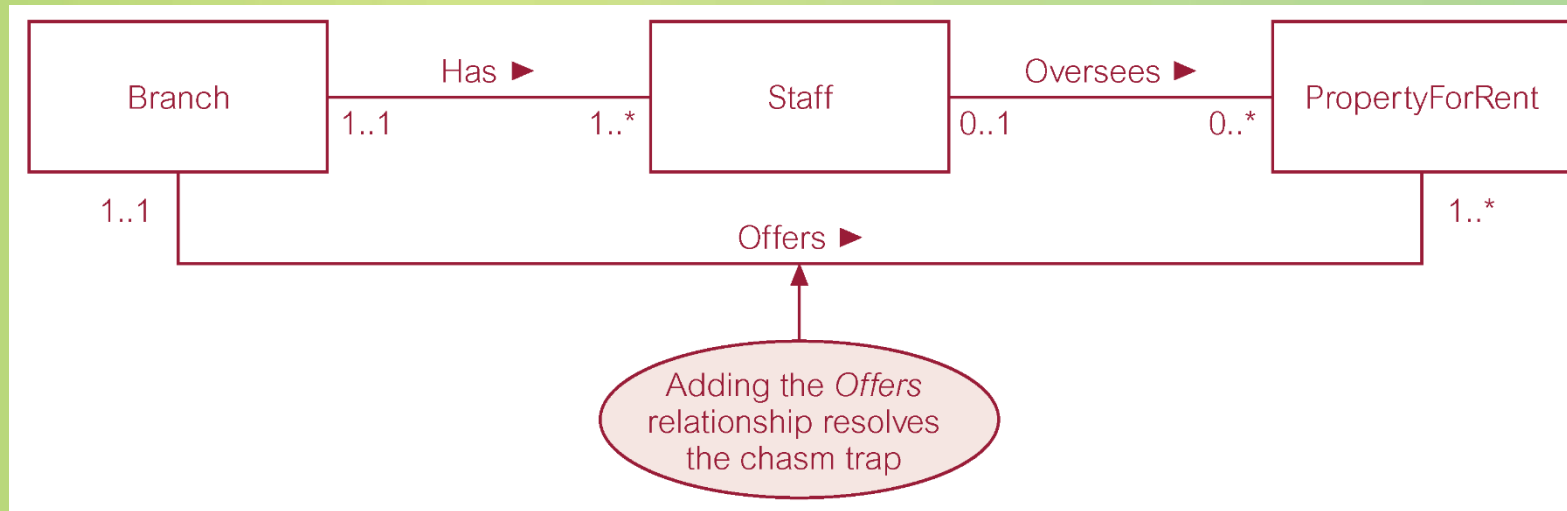 Branch
Has ►
1..1
1..*
Staff
Oversees ►
0..1
0..*
PropertyForRent
1..1
Offers ►
1..*
Adding the Offers
relationship resolves
the chasm trap